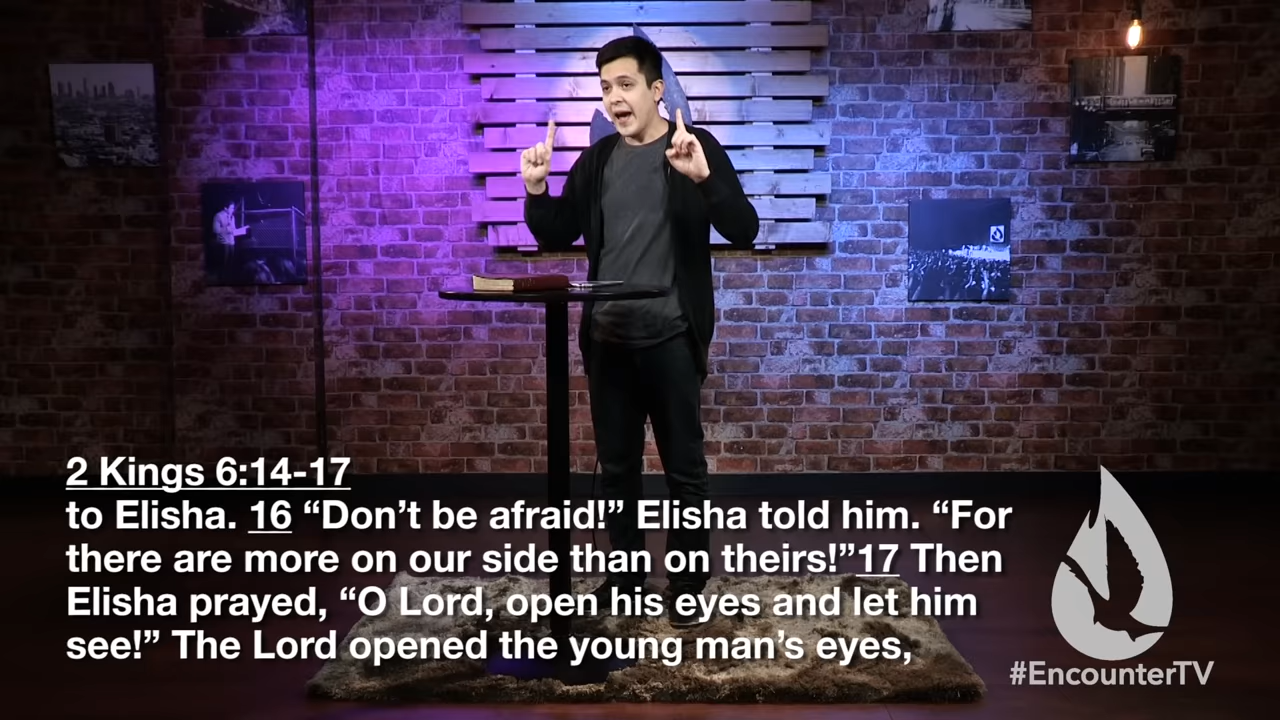 2 Kings 6:14-17
to Elisha. 16 “Don’t be afraid!” Elisha told him. “For
there are more on our side than on theirs!”17 Then
Elisha prayed, “O Lord, open his eyes and let him
see!” The Lord opened the young man’s eyes,
#EncounterTV